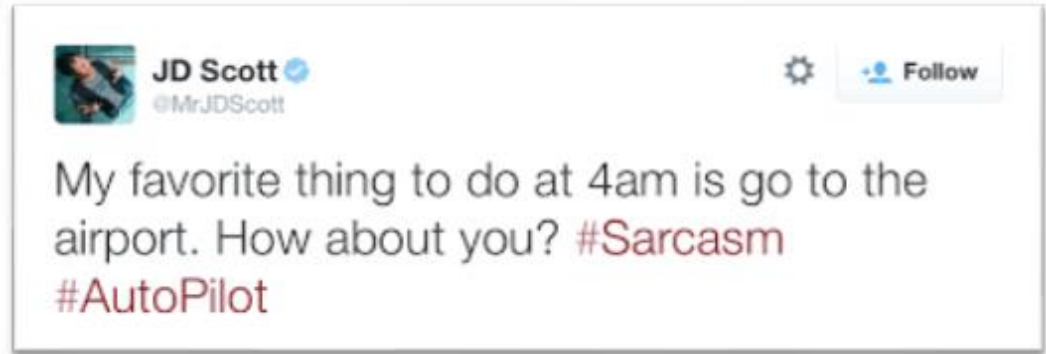 JD Scott
@MrJDScott
Follow
My favorite thing to do at 4am is go to the
airport. How about you? #Sarcasm
#AutoPilot